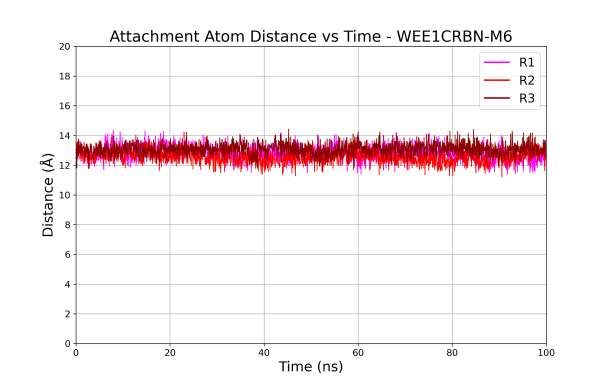 Attachment Atom Distance vs Time - WEE1CRBN-M6
20
18
16
14
12
10
8
6
4
2
0
Distance (Å)
R1
R2
R3
0 20 40 60 80 100
Time (ns)